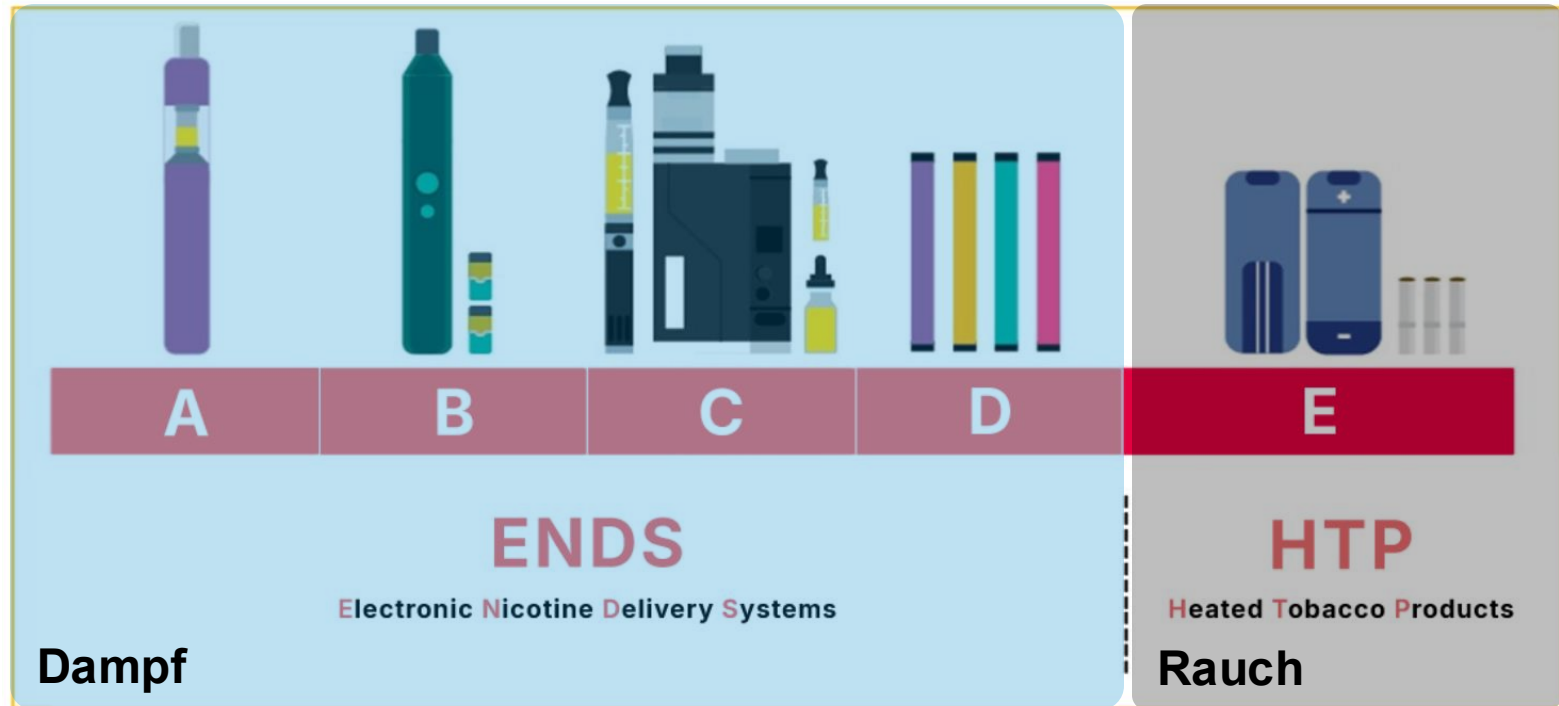 A B C D E
ENDS
Electronic Nicotine Delivery Systems
HTP
Heated Tobacco Products
Dampf
Rauch